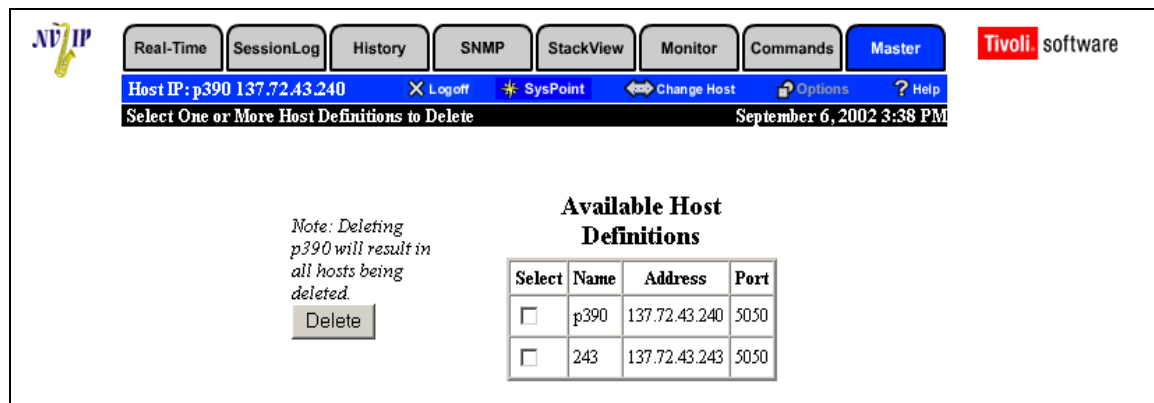 NV IP
Real-Time SessionLog History SNMP StackView Monitor Commands Master
Tivoli. software
Host IP: p390 137.72.43.240 Logoff SysPoint Change Host Options ? Help
Select One or More Host Definitions to Delete September 6, 2002 3:38 PM
Note: Deleting
p390 will result in
all hosts being
deleted.
Delete
Available Host
Definitions
Select Name Address Port
p390 137.72.43.240 5050
243 137.72.43.243 5050